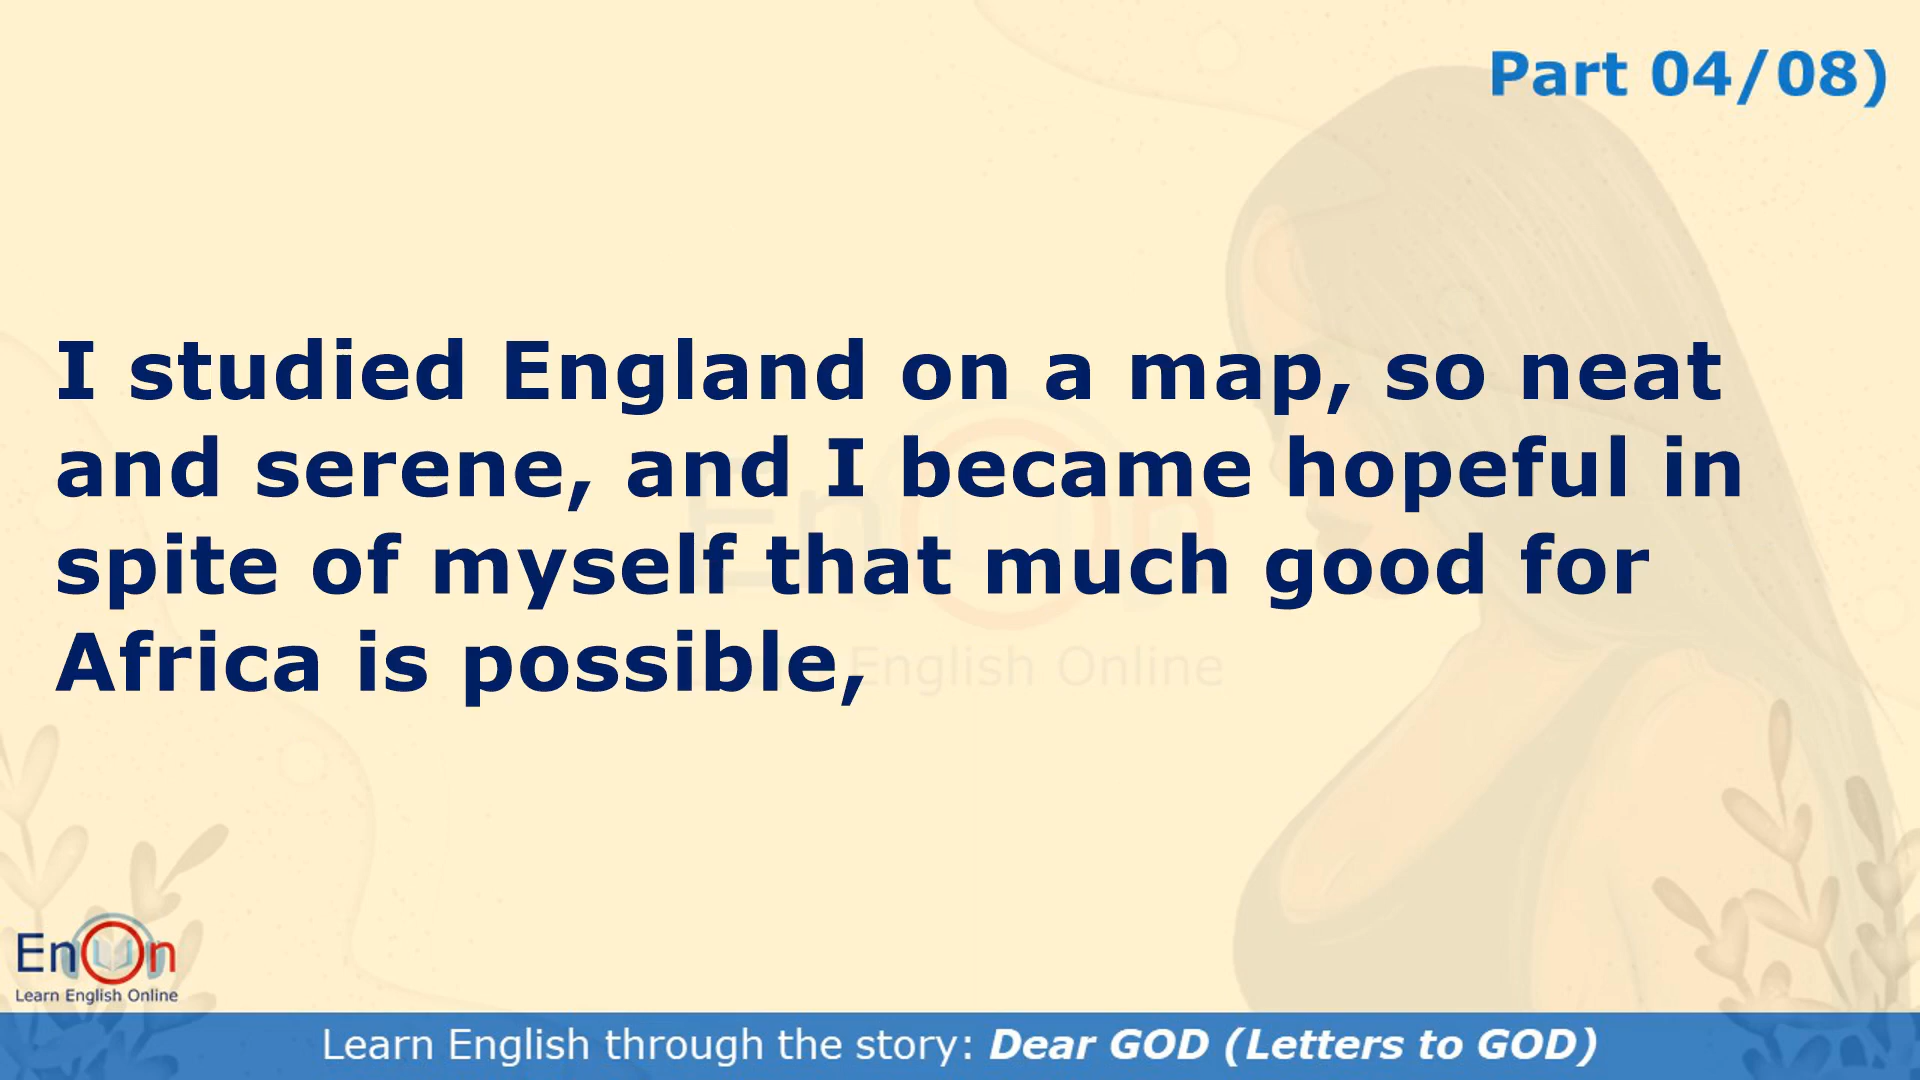 Part 04/08)
I studied England on a map, so neat
and serene, and I became hopeful in
spite of myself that much good for
Africa is possible,
English Online
EnOn
Learn English Online
Learn English through the story: Dear GOD (Letters to GOD)